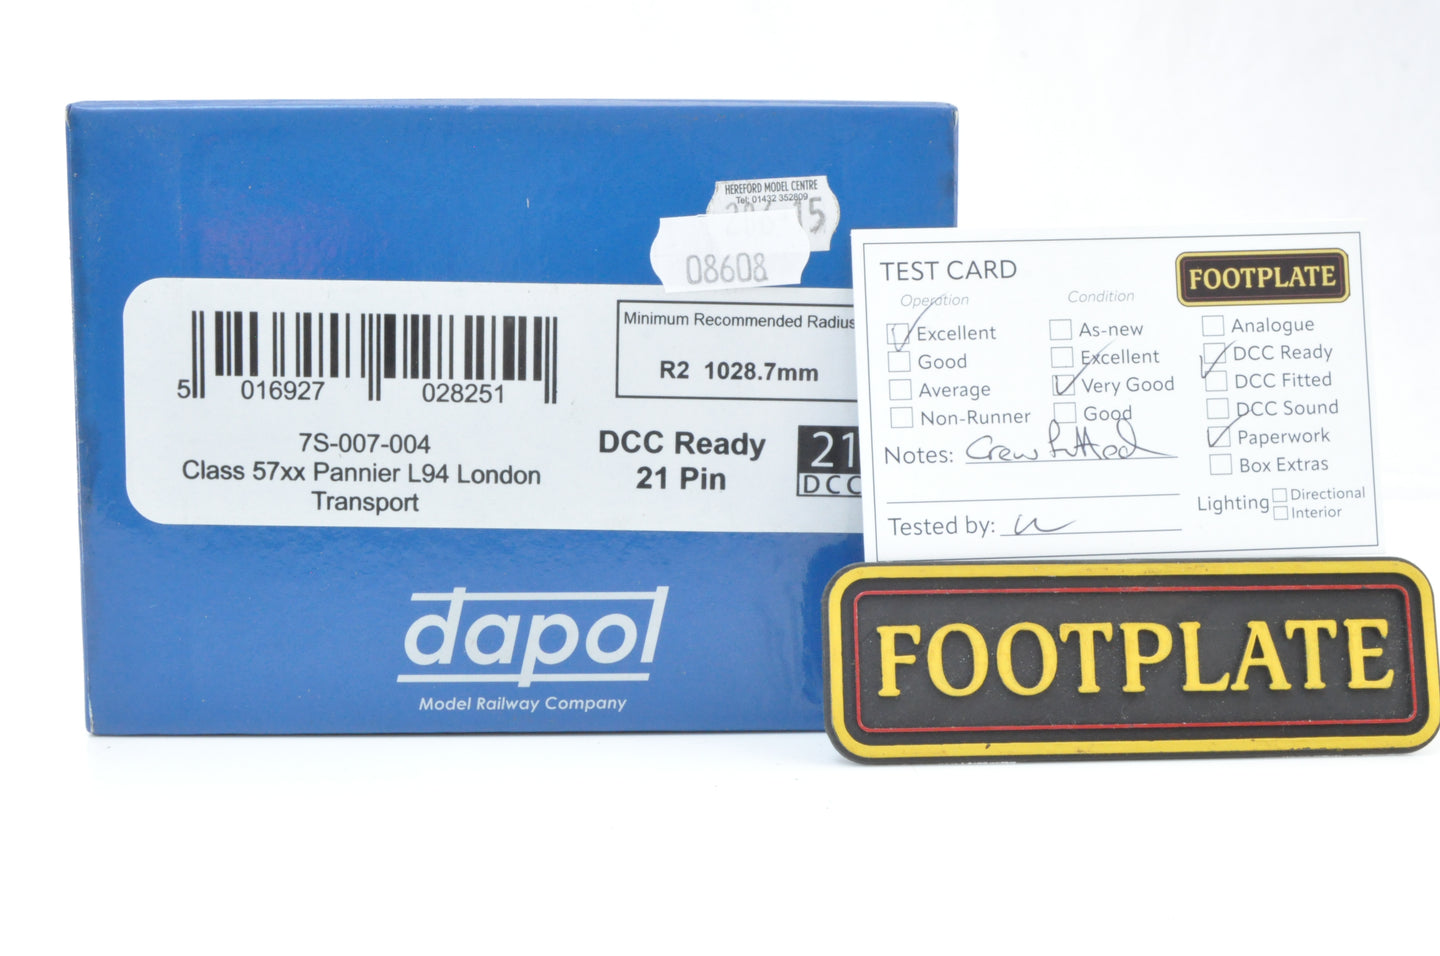 HEREFORD MODEL CENTRE
Tel: 01432 352809
08608
5 016927 028251
7S-007-004
Class 57xx Pannier L94 London
Transport
Minimum Recommended Radius
R2 1028.7mm
DCC Ready
21 Pin
21
DCC
dapol
Model Railway Company
TEST CARD
FOOTPLATE
Operation
Excellent
Good
Average
Non-Runner
Condition
As-new
Excellent
Very Good
Good
Analogue
DCC Ready
DCC Fitted
DCC Sound
Paperwork
Box Extras
Notes: Crew fitted
Lighting
Directional
Interior
Tested by:
FOOTPLATE